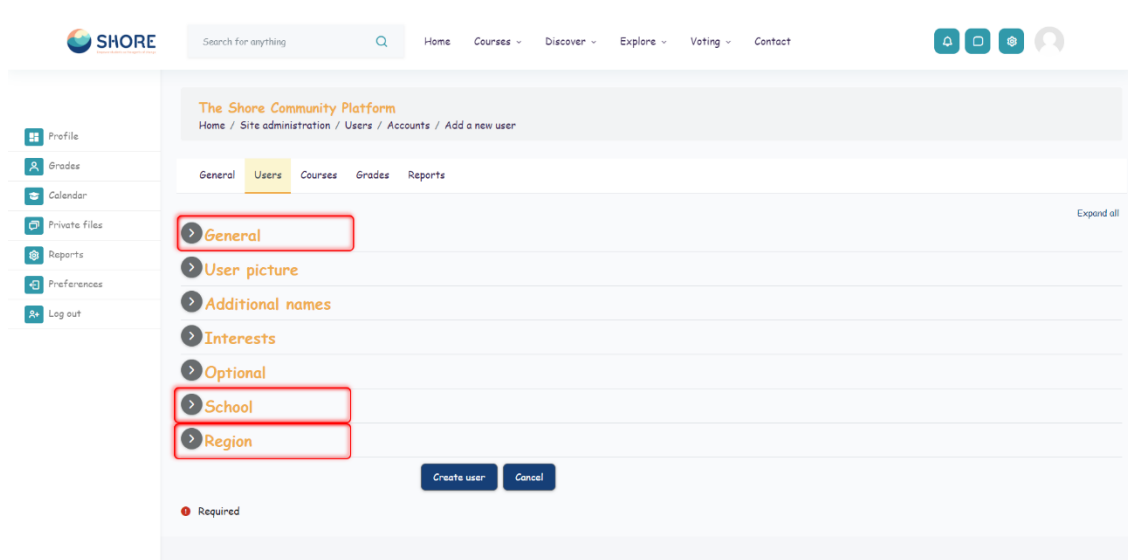 SHORE
Search for anything
Home Courses Discover Explore Voting Contact
The Shore Community Platform
Home / Site administration / Users / Accounts / Add a new user
Profile
Grades
Calendar
Private files
Reports
Preferences
Log out
General Users Courses Grades Reports
Expand all
General
User picture
Additional names
Interests
Optional
School
Region
Create user Cancel
Required